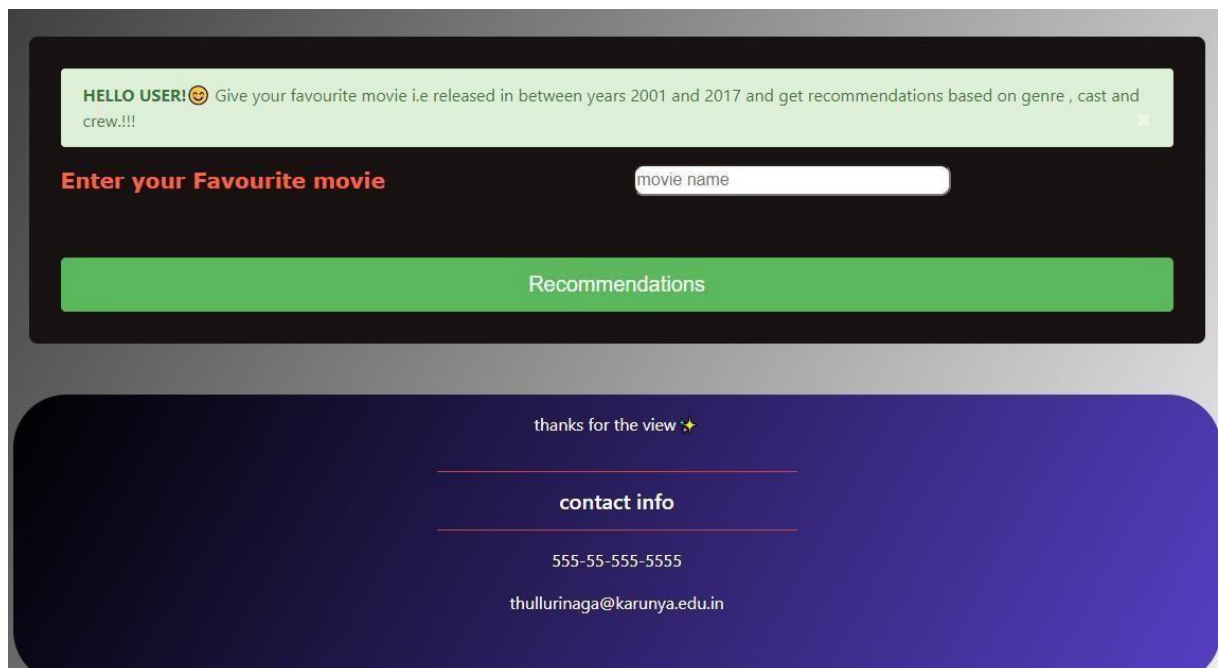 HELLO USER!😊 Give your favourite movie i.e released in between years 2001 and 2017 and get recommendations based on genre , cast and
crew.!!!
×
Enter your Favourite movie
movie name
Recommendations
thanks for the view ✨
contact info
555-55-555-5555
thullurinaga@karunya.edu.in